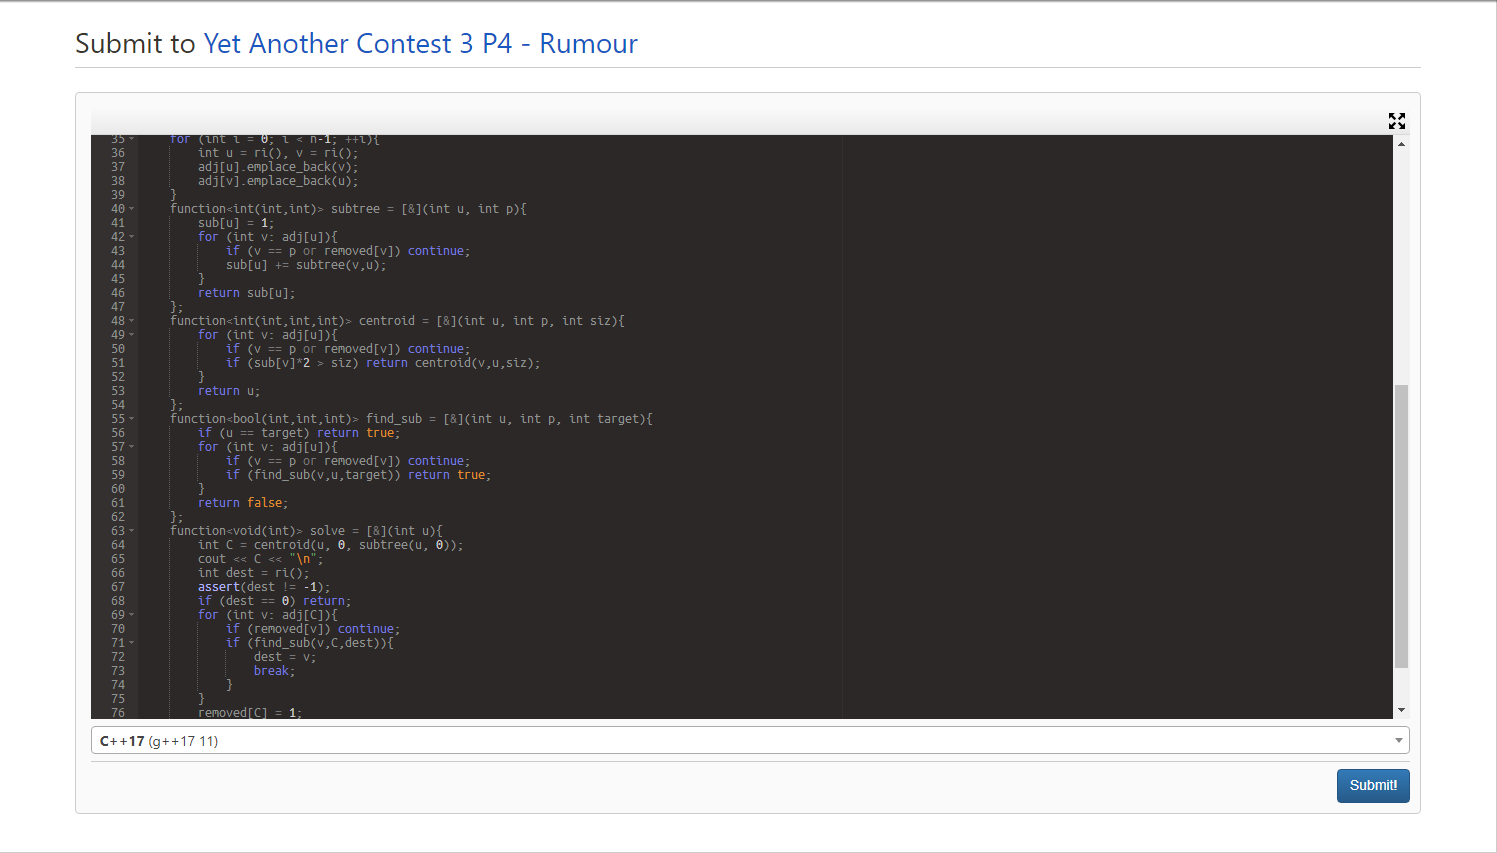 Submit to Yet Another Contest 3 P4 - Rumour
35 for (int i = 0; i < n-1; ++i){
36 int u = ri(), v = ri();
37 adj[u].emplace_back(v);
38 adj[v].emplace_back(u);
39 }
40 function<int(int,int)> subtree = [&](int u, int p){
41 sub[u] = 1;
42 for (int v: adj[u]){
43 if (v == p or removed[v]) continue;
44 sub[u] += subtree(v,u);
45 }
46 return sub[u];
47 };
48 function<int(int,int,int)> centroid = [&](int u, int p, int siz){
49 for (int v: adj[u]){
50 if (v == p or removed[v]) continue;
51 if (sub[v]*2 > siz) return centroid(v,u,siz);
52 }
53 return u;
54 };
55 function<bool(int,int,int)> find_sub = [&](int u, int p, int target){
56 if (u == target) return true;
57 for (int v: adj[u]){
58 if (v == p or removed[v]) continue;
59 if (find_sub(v,u,target)) return true;
60 }
61 return false;
62 };
63 function<void(int)> solve = [&](int u){
64 int C = centroid(u, 0, subtree(u, 0));
65 cout << C << "\n";
66 int dest = ri();
67 assert(dest != -1);
68 if (dest == 0) return;
69 for (int v: adj[C]){
70 if (removed[v]) continue;
71 if (find_sub(v,C,dest)){
72 dest = v;
73 break;
74 }
75 }
76 removed[C] = 1;
C++17 (g++17 11)
Submit!